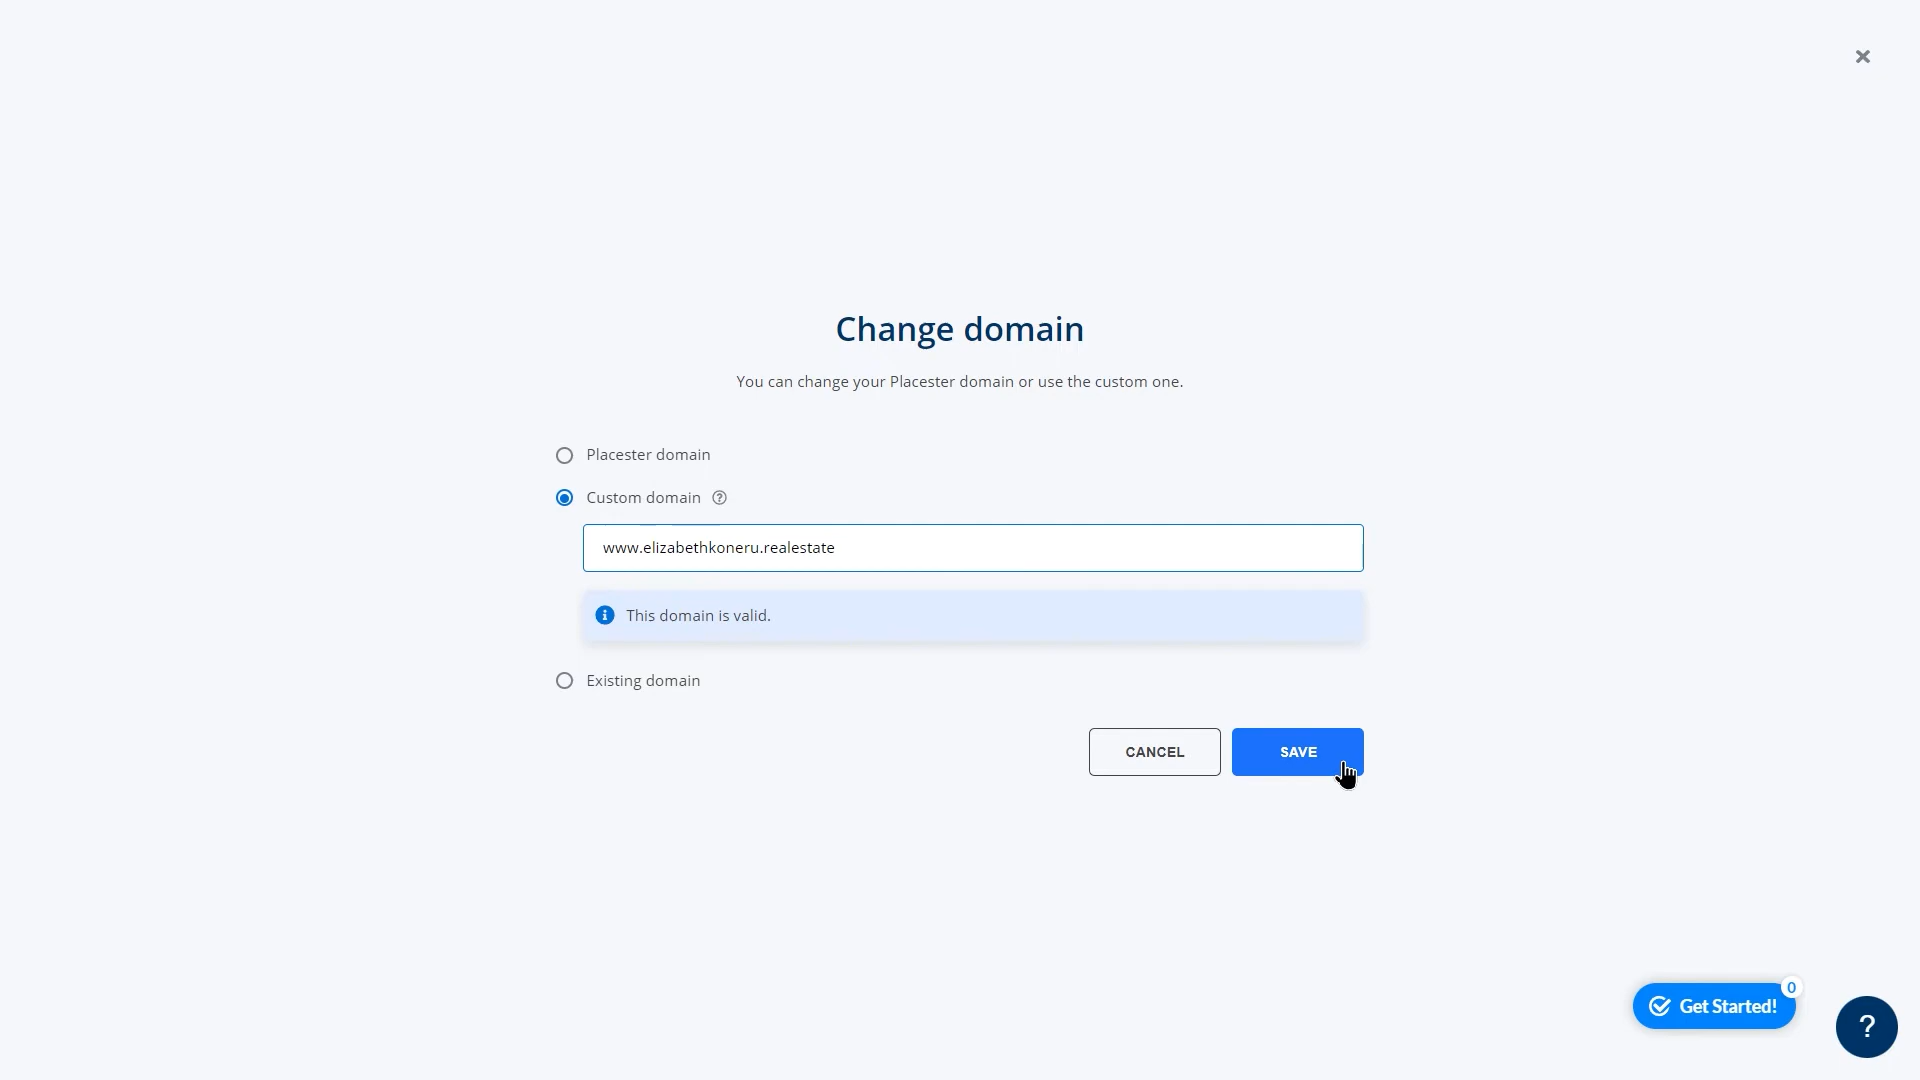 Change domain
You can change your Placester domain or use the custom one.
Placester domain
Custom domain ?
www.elizabethkoneru.realestate
i This domain is valid.
Existing domain
CANCEL SAVE
Get Started! 0
?